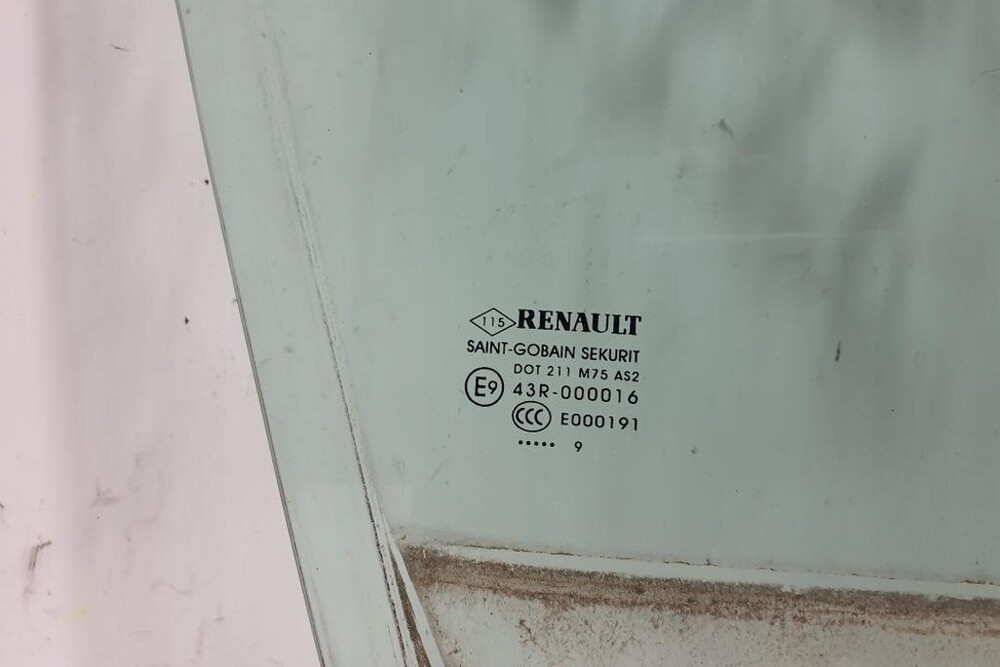 115 RENAULT
SAINT-GOBAIN SEKURIT
DOT 211 M75 AS2
E9 43R-000016
CCC E000191
..... 9